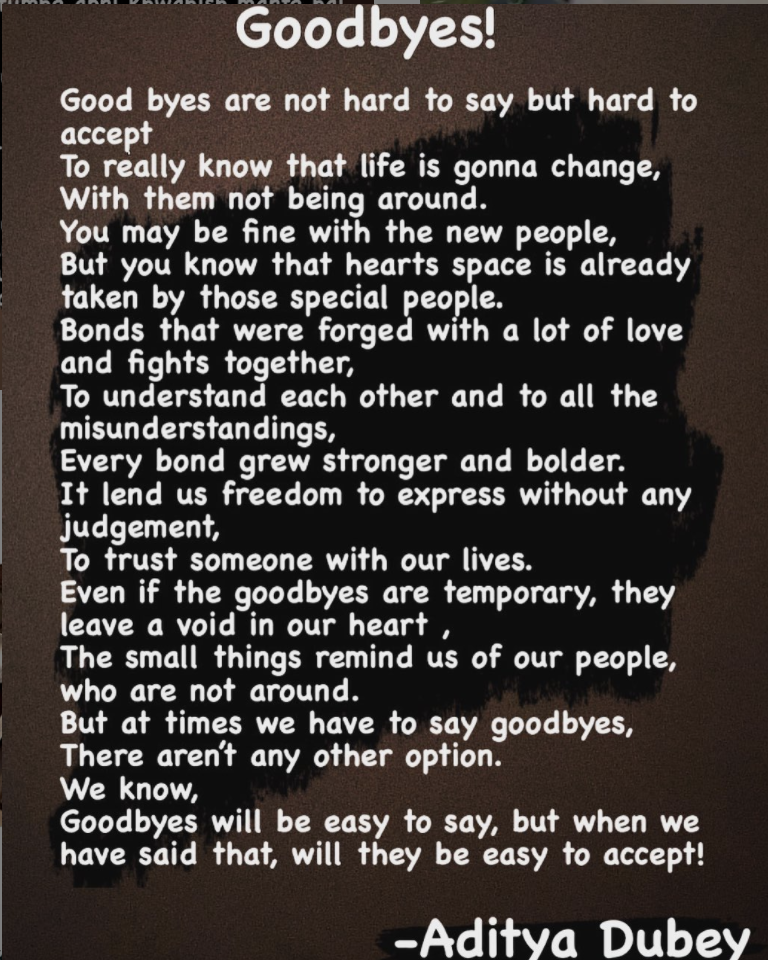 Goodbyes!
Good byes are not hard to say but hard to
accept
To really know that life is gonna change,
With them not being around.
You may be fine with the new people,
But you know that hearts space is already
taken by those special people.
Bonds that were forged with a lot of love
and fights together,
To understand each other and to all the
misunderstandings,
Every bond grew stronger and bolder.
It lend us freedom to express without any
judgement,
To trust someone with our lives.
Even if the goodbyes are temporary, they
leave a void in our heart ,
The small things remind us of our people,
who are not around.
But at times we have to say goodbyes,
There aren't any other option.
We know,
Goodbyes will be easy to say, but when we
have said that, will they be easy to accept!
-Aditya Dubey